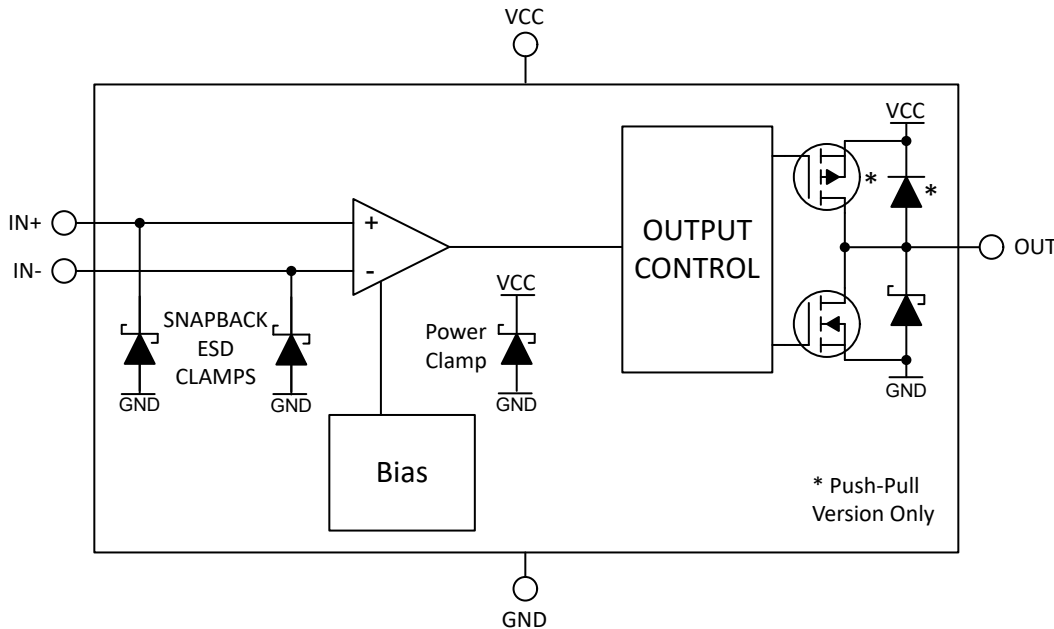 VCC
VCC
*
*
IN+
+
OUTPUT
CONTROL
OUT
IN-
-
VCC
SNAPBACK
ESD
CLAMPS
Power
Clamp
GND
GND
GND
GND
Bias
* Push-Pull
Version Only
GND